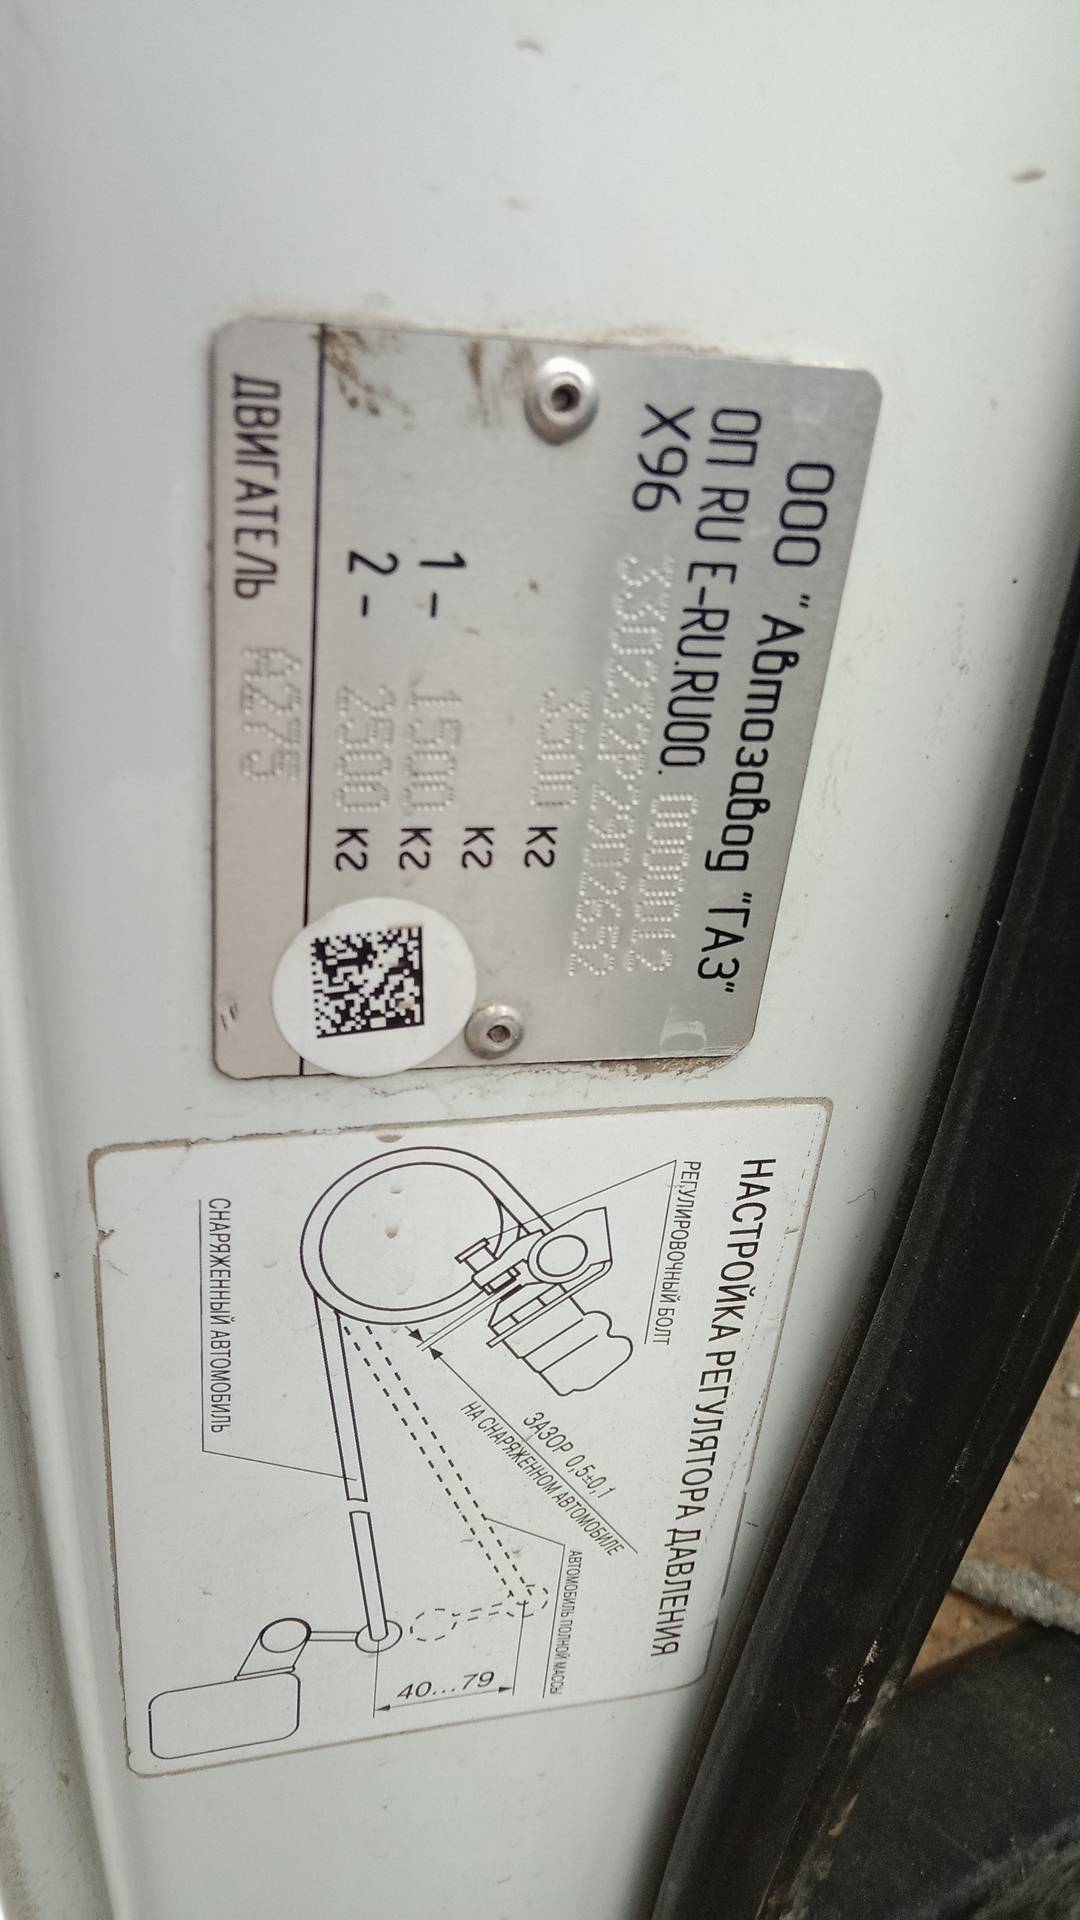 ООО "Автозавод "ГАЗ"
ОП RU E-RU.RU00. 000012
X96 330232P2902652
3500 кг
кг
1 - 1500 кг
2 - 2500 кг
ДВИГАТЕЛЬ A275
НАСТРОЙКА РЕГУЛЯТОРА ДАВЛЕНИЯ
РЕГУЛИРОВОЧНЫЙ БОЛТ
ЗАЗОР 0,5±0,1
НА СНАРЯЖЕННОМ АВТОМОБИЛЕ
АВТОМОБИЛЬ ПОЛНОЙ МАССЫ
40...79
СНАРЯЖЕННЫЙ АВТОМОБИЛЬ